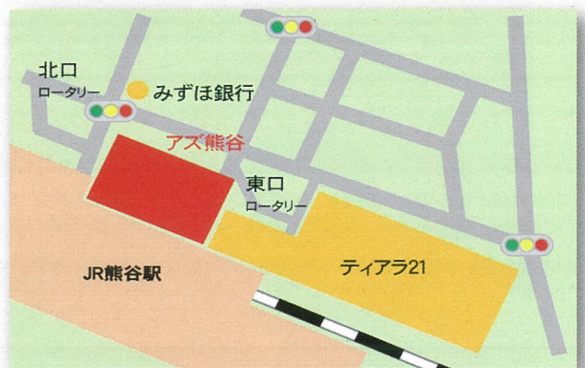 北口
ロータリー
みずほ銀行
アズ熊谷
東口
ロータリー
ティアラ21
JR熊谷駅